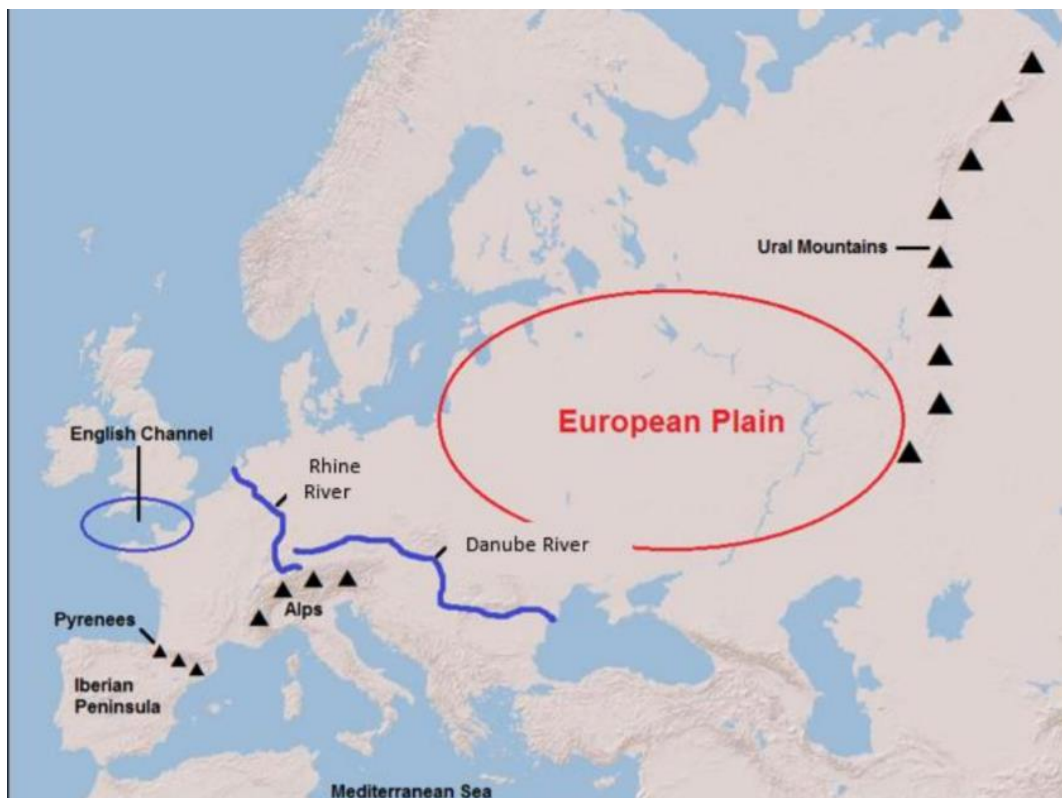 Ural Mountains
European Plain
English Channel
Rhine
River
Danube River
Alps
Pyrenees
Iberian
Peninsula
Mediterranean Sea